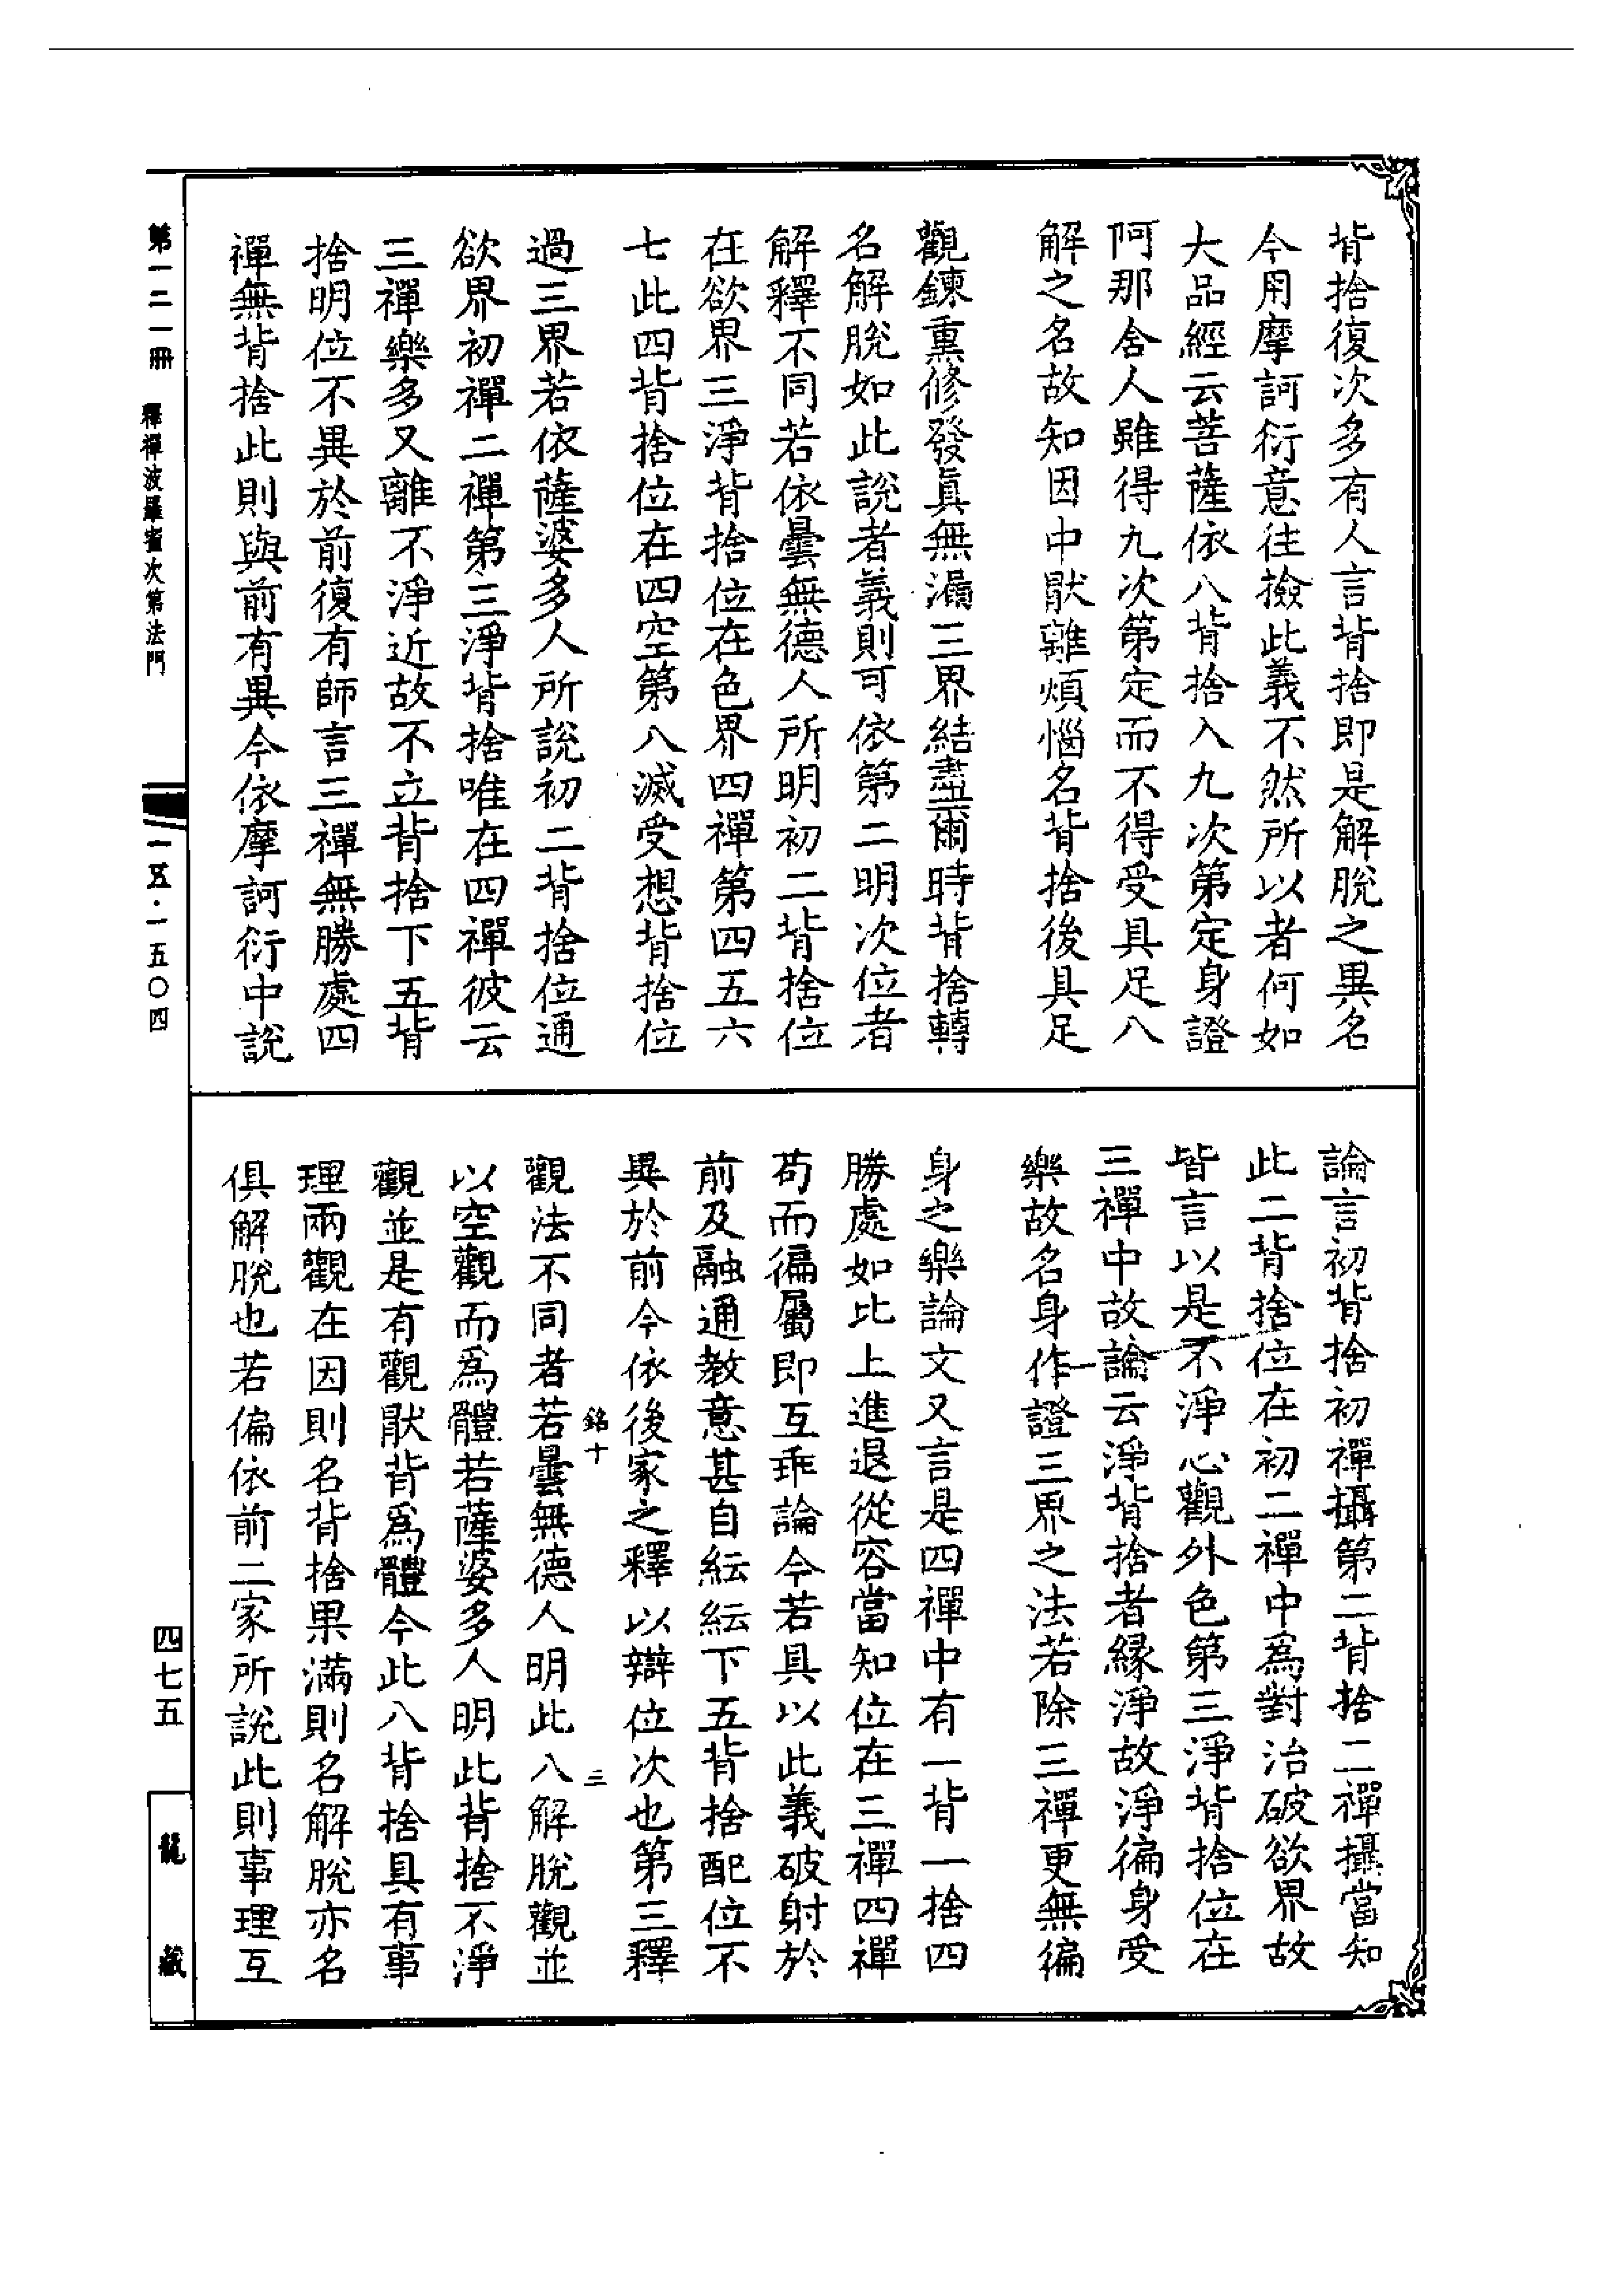 背捨復次多有人言背捨即是解脫之異名
今用摩訶衍意往撿此義不然所以者何如
大品經云菩薩依八背捨入九次第定身證
阿那含人雖得九次第定而不得受具足八
解之名故知因中厭離煩惱名背捨後具足
觀鍊熏修發眞無漏三界結盡爾時背捨轉
名解脫如此說者義則可依第二明次位者
解釋不同若依曇無德人所明初二背捨位
在欲界三淨背捨位在色界四禪第四五六
七此四背捨位在四空第八滅受想背捨位
過三界若依薩婆多人所說初二背捨位通
欲界初禪二禪第三淨背捨唯在四禪彼云
三禪樂多又離不淨近故不立背捨下五背
捨明位不異於前復有師言三禪無勝處四
禪無背捨此則與前有異今依摩訶衍中說
論言初背捨初禪攝第二背捨二禪攝當知
此二背捨位在初二禪中爲對治破欲界故
皆言以是不淨心觀外色第三淨背捨位在
三禪中故論云淨背捨者緣淨故淨徧身受
樂故名身作證三界之法若除三禪更無徧
身之樂論文又言是四禪中有一背一捨四
勝處如比上進退從容當知位在三禪四禪
苟而徧屬即互乖論今若具以此義破射於
前及融通教意甚自紜紜下五背捨配位不
異於前今依後家之釋以辯位次也第三釋
銘十 三
觀法不同者若曇無德人明此八解脫觀並
以空觀而爲體若薩婆多人明此背捨不淨
觀並是有觀厭背爲體今此八背捨具有事
理兩觀在因則名背捨果滿則名解脫亦名
俱解脫也若偏依前二家所說此則事理互
第一二一冊 釋禪波羅蜜次第法門
一五·一五〇四
四七五
龍藏